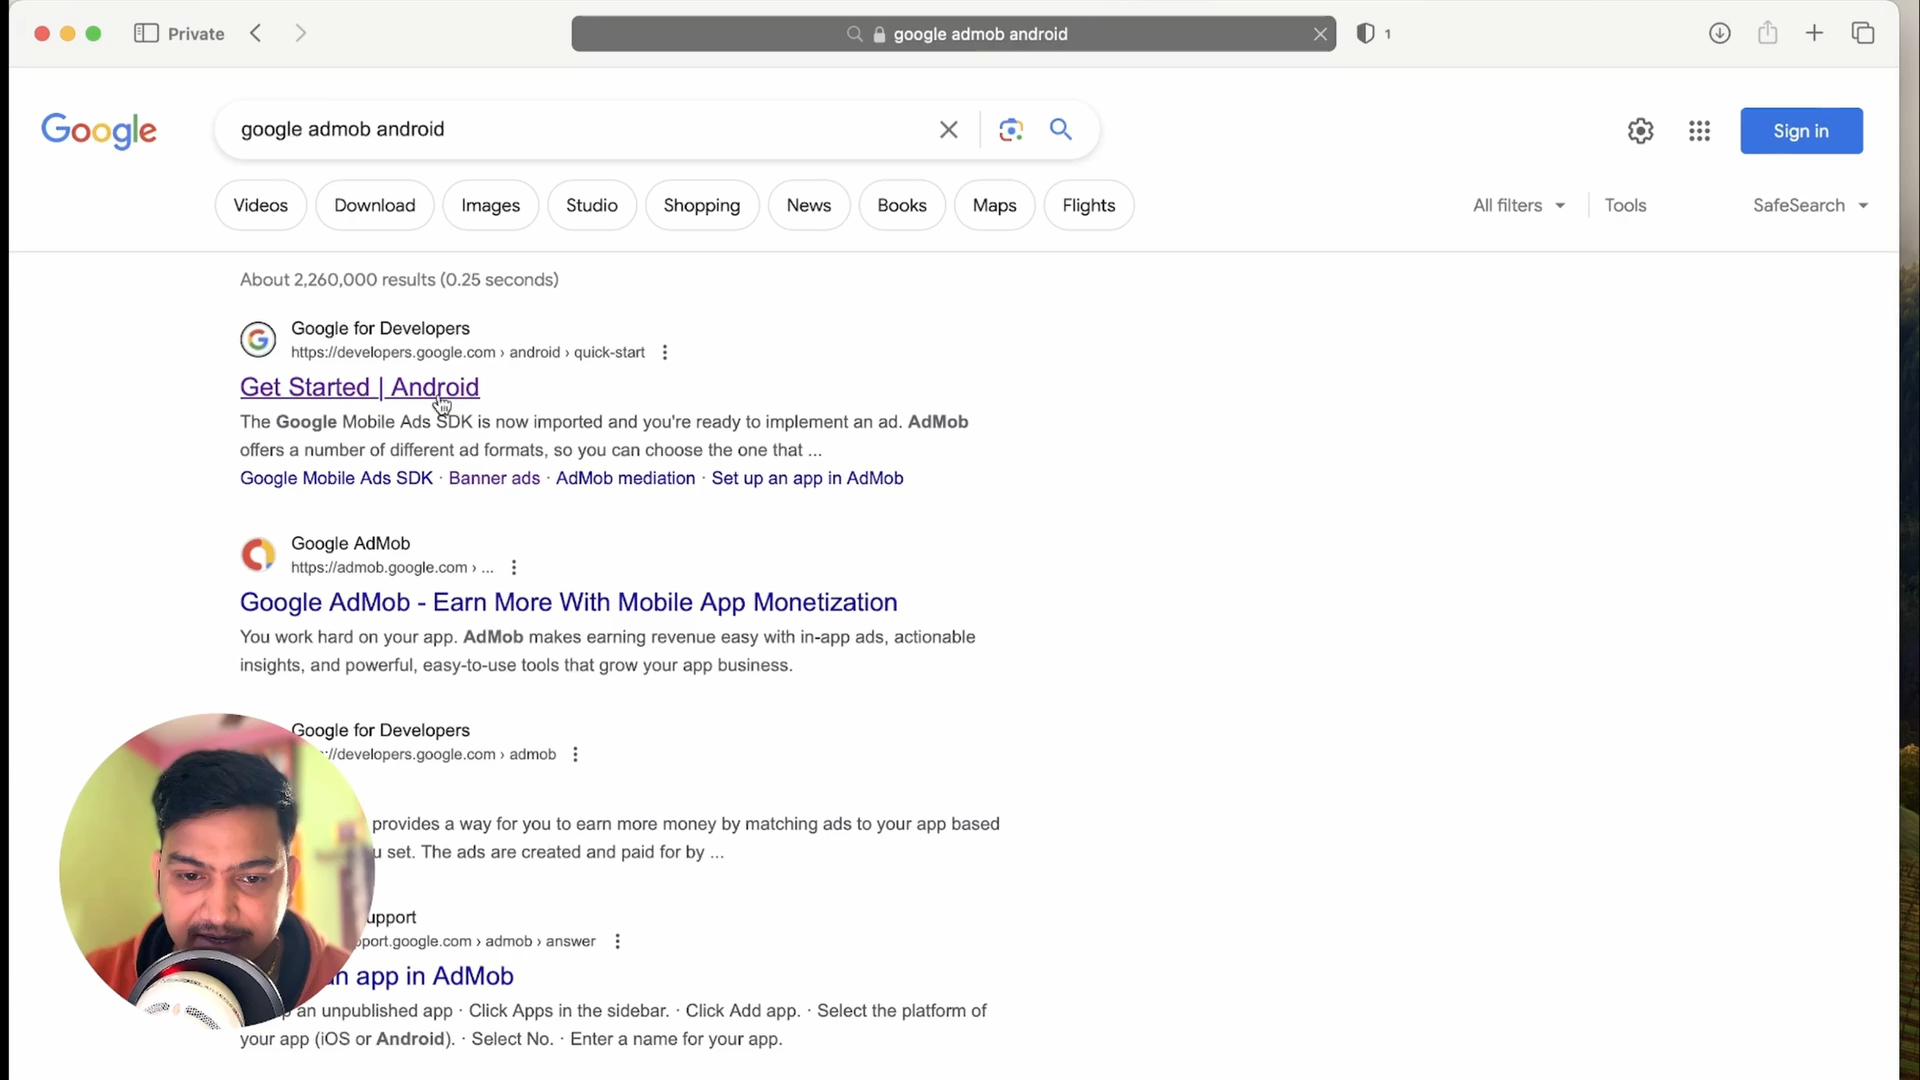 Private
google admob android
1
Google
google admob android
Sign in
Videos
Download
Images
Studio
Shopping
News
Books
Maps
Flights
All filters
Tools
SafeSearch
About 2,260,000 results (0.25 seconds)
Google for Developers
https://developers.google.com › android › quick-start
Get Started | Android
The Google Mobile Ads SDK is now imported and you're ready to implement an ad. AdMob
offers a number of different ad formats, so you can choose the one that ...
Google Mobile Ads SDK · Banner ads · AdMob mediation · Set up an app in AdMob
Google AdMob
https://admob.google.com › ...
Google AdMob - Earn More With Mobile App Monetization
You work hard on your app. AdMob makes earning revenue easy with in-app ads, actionable
insights, and powerful, easy-to-use tools that grow your app business.
Google for Developers
://developers.google.com › admob
provides a way for you to earn more money by matching ads to your app based
u set. The ads are created and paid for by ...
upport
port.google.com › admob › answer
an app in AdMob
an unpublished app · Click Apps in the sidebar. · Click Add app. · Select the platform of
your app (iOS or Android). · Select No. · Enter a name for your app.